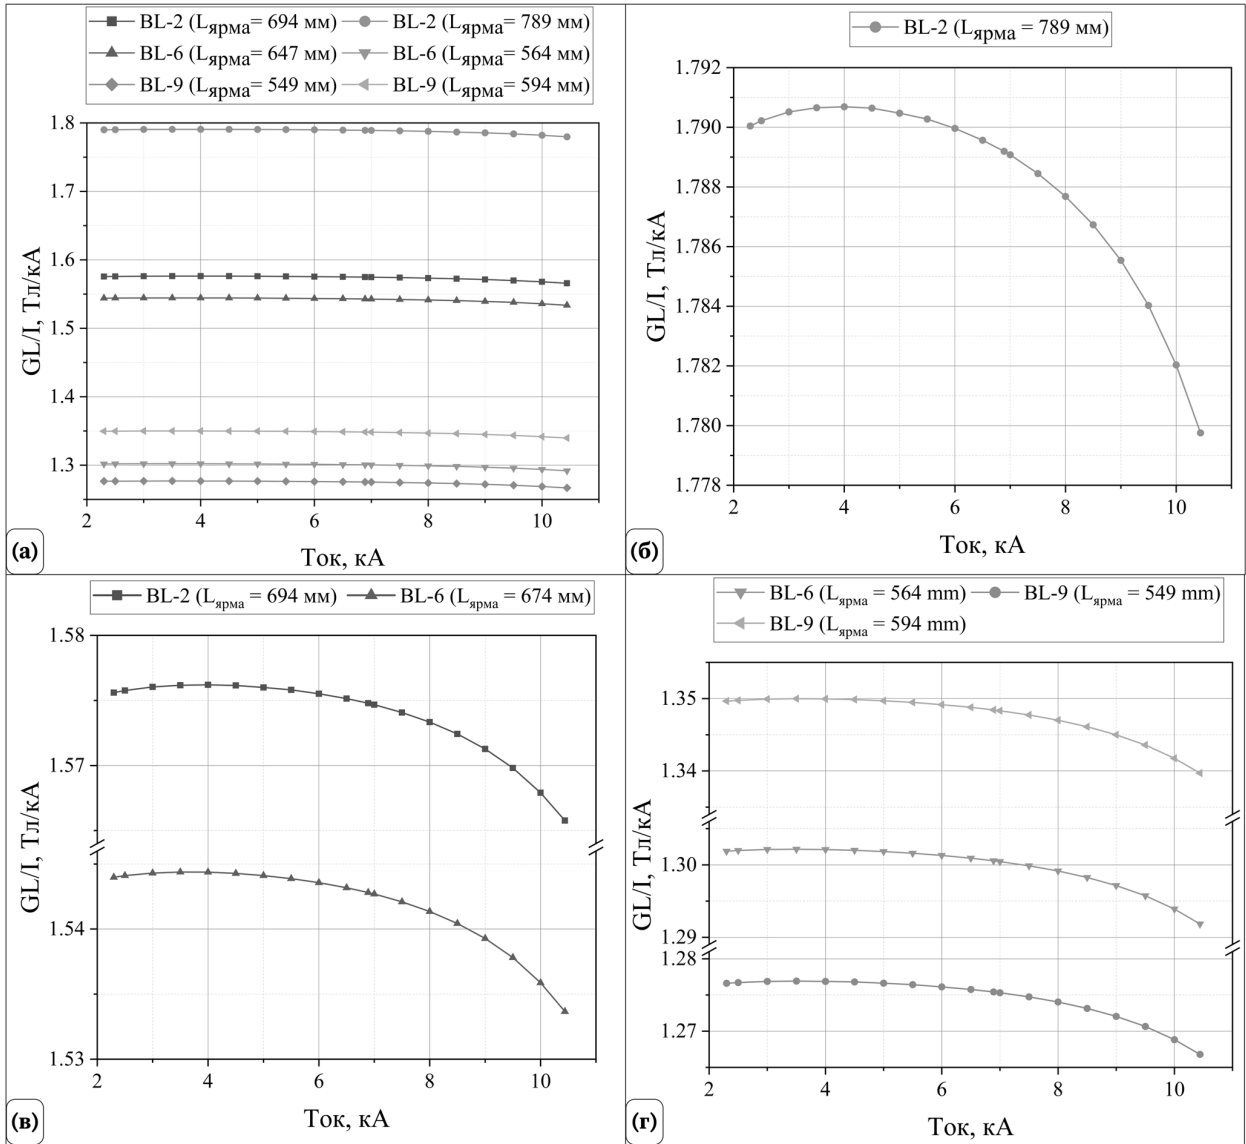 BL-2 (Lярма= 694 мм) BL-2 (Lярма= 789 мм)
BL-6 (Lярма= 647 мм) BL-6 (Lярма= 564 мм)
BL-9 (Lярма= 549 мм) BL-9 (Lярма= 594 мм)
1.8
1.7
1.6
1.5
1.4
1.3
GL/I, Тл/кА
2 4 6 8 10
Ток, кА
(а)
BL-2 (Lярма = 789 мм)
1.792
1.790
1.788
1.786
1.784
1.782
1.780
1.778
GL/I, Тл/кА
2 4 6 8 10
Ток, кА
(б)
BL-2 (Lярма = 694 мм) BL-6 (Lярма = 674 мм)
1.58
1.57
1.54
1.53
GL/I, Тл/кА
2 4 6 8 10
Ток, кА
(в)
BL-6 (Lярма = 564 mm) BL-9 (Lярма = 549 mm)
BL-9 (Lярма = 594 mm)
1.35
1.34
1.30
1.29
1.28
1.27
GL/I, Тл/кА
2 4 6 8 10
Ток, кА
(г)